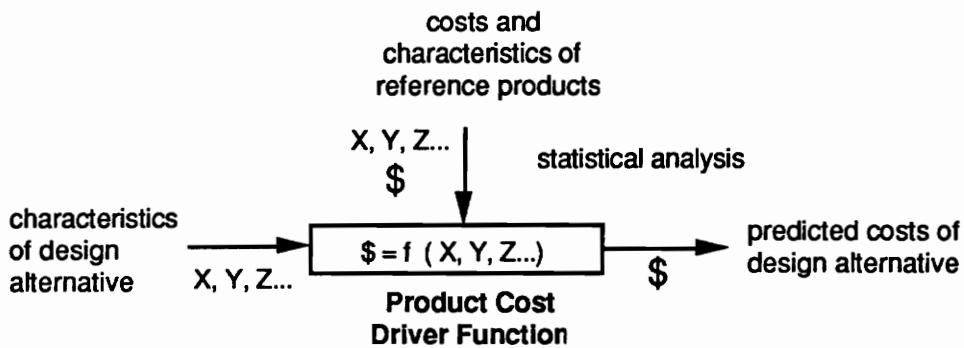 costs and
characteristics of
reference products
X, Y, Z...
$
statistical analysis
characteristics
of design
alternative
X, Y, Z...
$ = f ( X, Y, Z...)
$
predicted costs of
design alternative
Product Cost
Driver Function